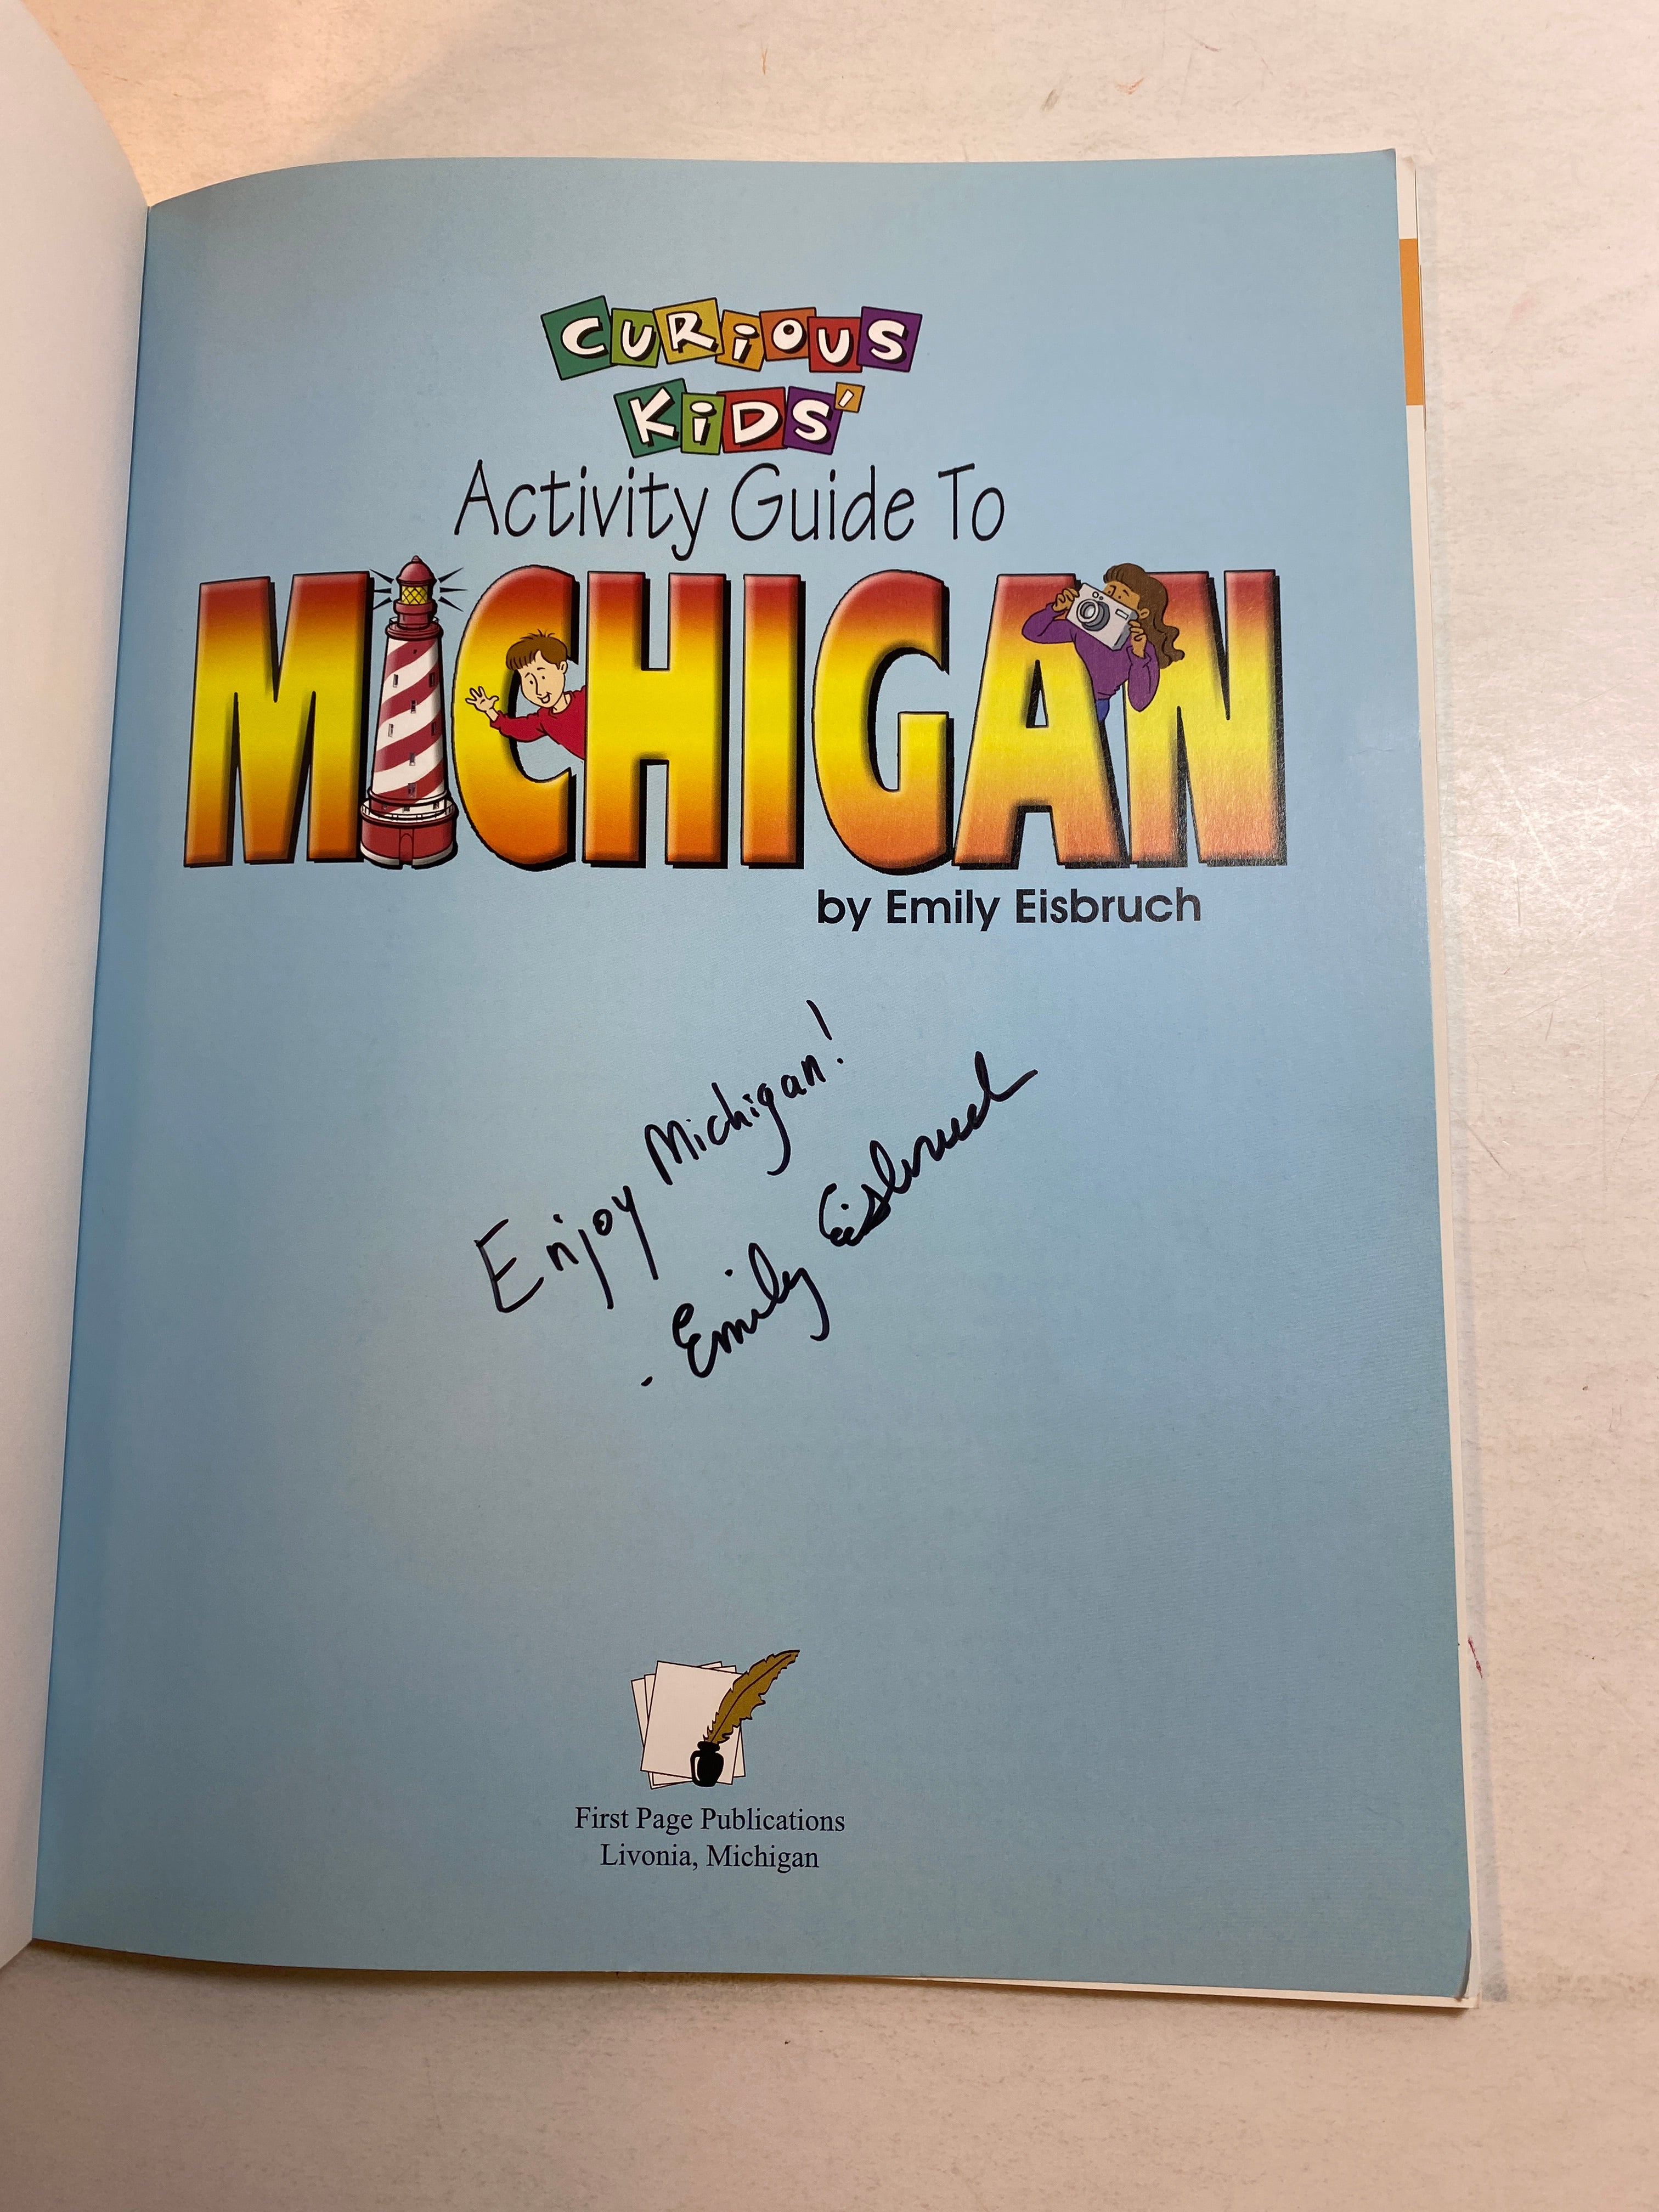 CURiOUS
KiDS'
Activity Guide To
MICHIGAN
by Emily Eisbruch
Enjoy Michigan!
- Emily Eisbruch
First Page Publications
Livonia, Michigan